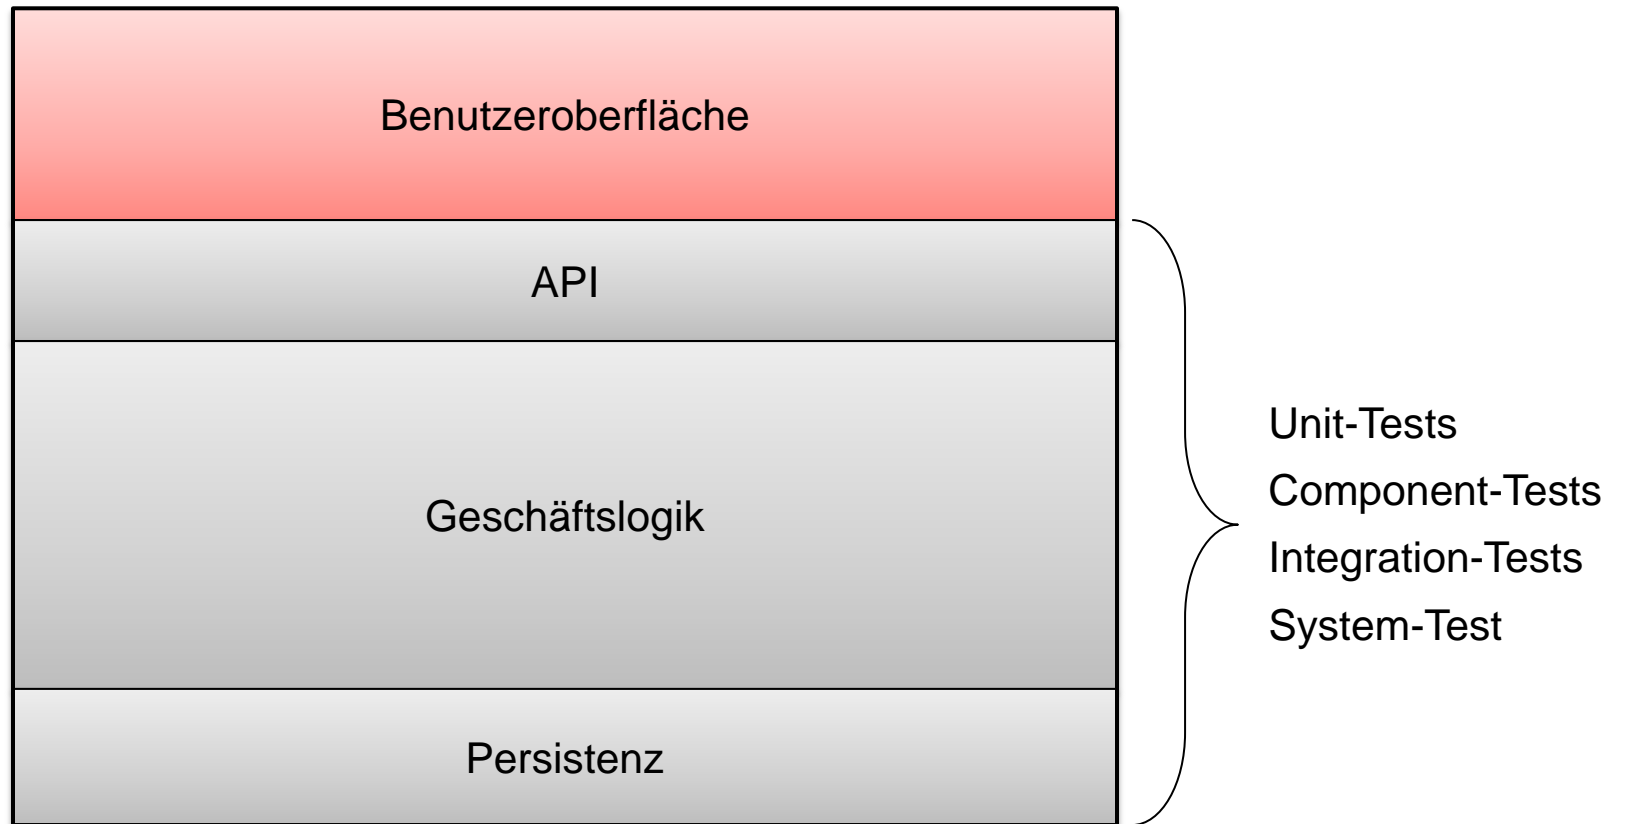 Benutzeroberfläche
API
Geschäftslogik
Persistenz
Unit-Tests
Component-Tests
Integration-Tests
System-Test